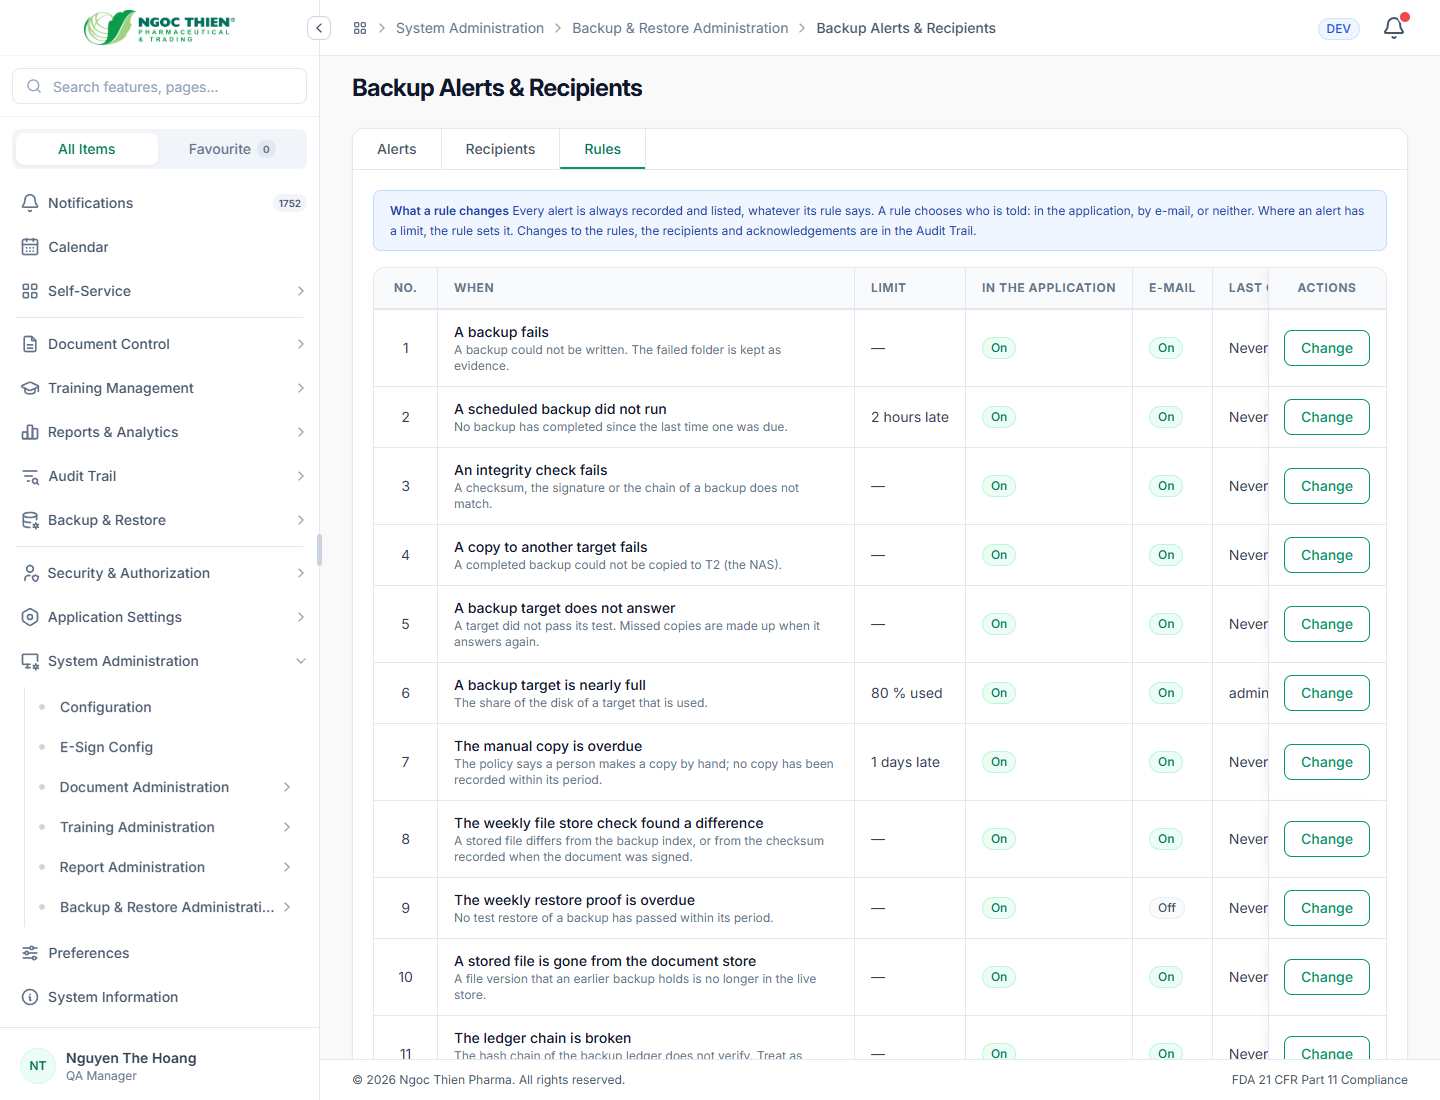 NGOC THIEN®
PHARMACEUTICAL
& TRADING
System Administration
Backup & Restore Administration
Backup Alerts & Recipients
DEV
Search features, pages...
All Items
Favourite 0
Notifications 1752
Calendar
Self-Service
Document Control
Training Management
Reports & Analytics
Audit Trail
Backup & Restore
Security & Authorization
Application Settings
System Administration
Configuration
E-Sign Config
Document Administration
Training Administration
Report Administration
Backup & Restore Administrati...
Preferences
System Information
NT
Nguyen The Hoang
QA Manager
Backup Alerts & Recipients
Alerts
Recipients
Rules
What a rule changes Every alert is always recorded and listed, whatever its rule says. A rule chooses who is told: in the application, by e-mail, or neither. Where an alert has
a limit, the rule sets it. Changes to the rules, the recipients and acknowledgements are in the Audit Trail.
NO. WHEN LIMIT IN THE APPLICATION E-MAIL LAST ACTIONS
1 A backup fails — On On Never Change
A backup could not be written. The failed folder is kept as
evidence.
2 A scheduled backup did not run 2 hours late On On Never Change
No backup has completed since the last time one was due.
3 An integrity check fails — On On Never Change
A checksum, the signature or the chain of a backup does not
match.
4 A copy to another target fails — On On Never Change
A completed backup could not be copied to T2 (the NAS).
5 A backup target does not answer — On On Never Change
A target did not pass its test. Missed copies are made up when it
answers again.
6 A backup target is nearly full 80 % used On On admin Change
The share of the disk of a target that is used.
7 The manual copy is overdue 1 days late On On Never Change
The policy says a person makes a copy by hand; no copy has been
recorded within its period.
8 The weekly file store check found a difference — On On Never Change
A stored file differs from the backup index, or from the checksum
recorded when the document was signed.
9 The weekly restore proof is overdue — On Off Never Change
No test restore of a backup has passed within its period.
10 A stored file is gone from the document store — On On Never Change
A file version that an earlier backup holds is no longer in the live
store.
11 The ledger chain is broken — On On Never Change
The hash chain of the backup ledger does not verify. Treat as
© 2026 Ngoc Thien Pharma. All rights reserved.
FDA 21 CFR Part 11 Compliance